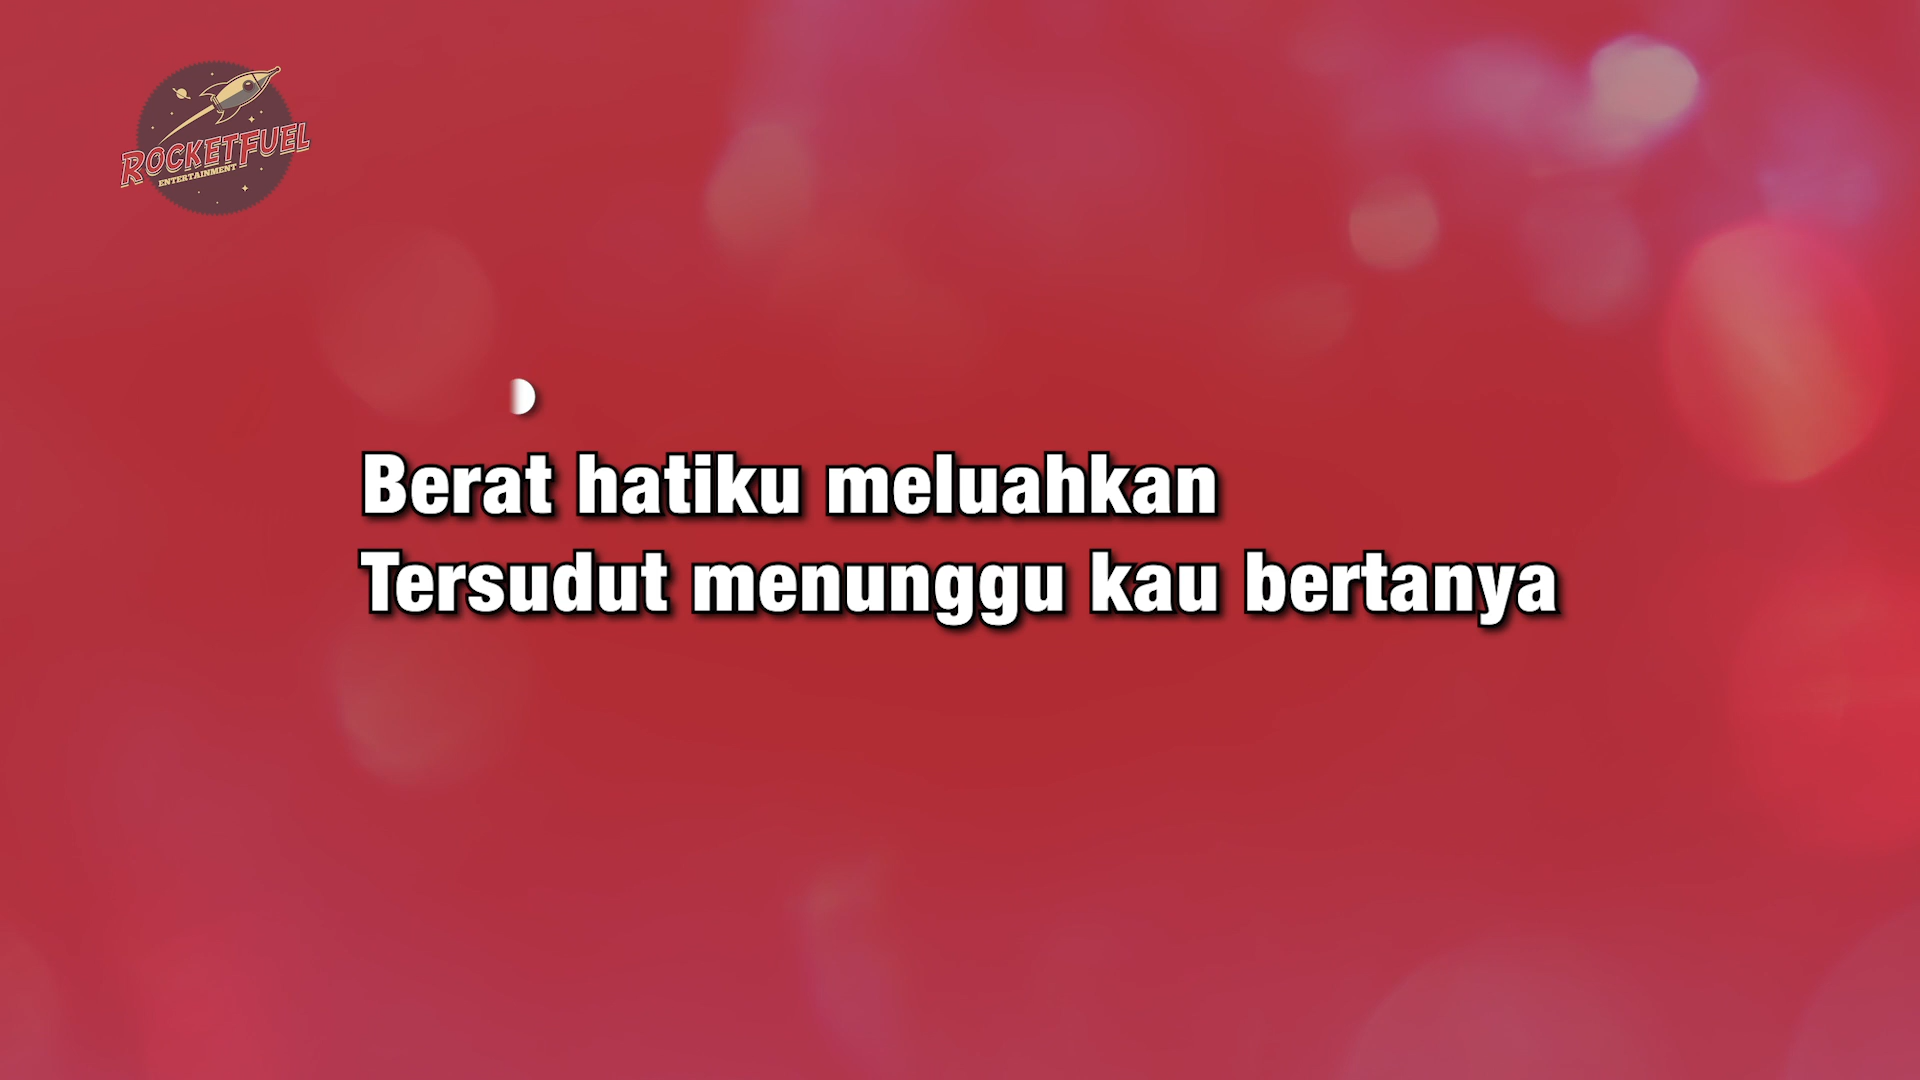 ROCKETFUEL
ENTERTAINMENT
Berat hatiku meluahkan
Tersudut menunggu kau bertanya